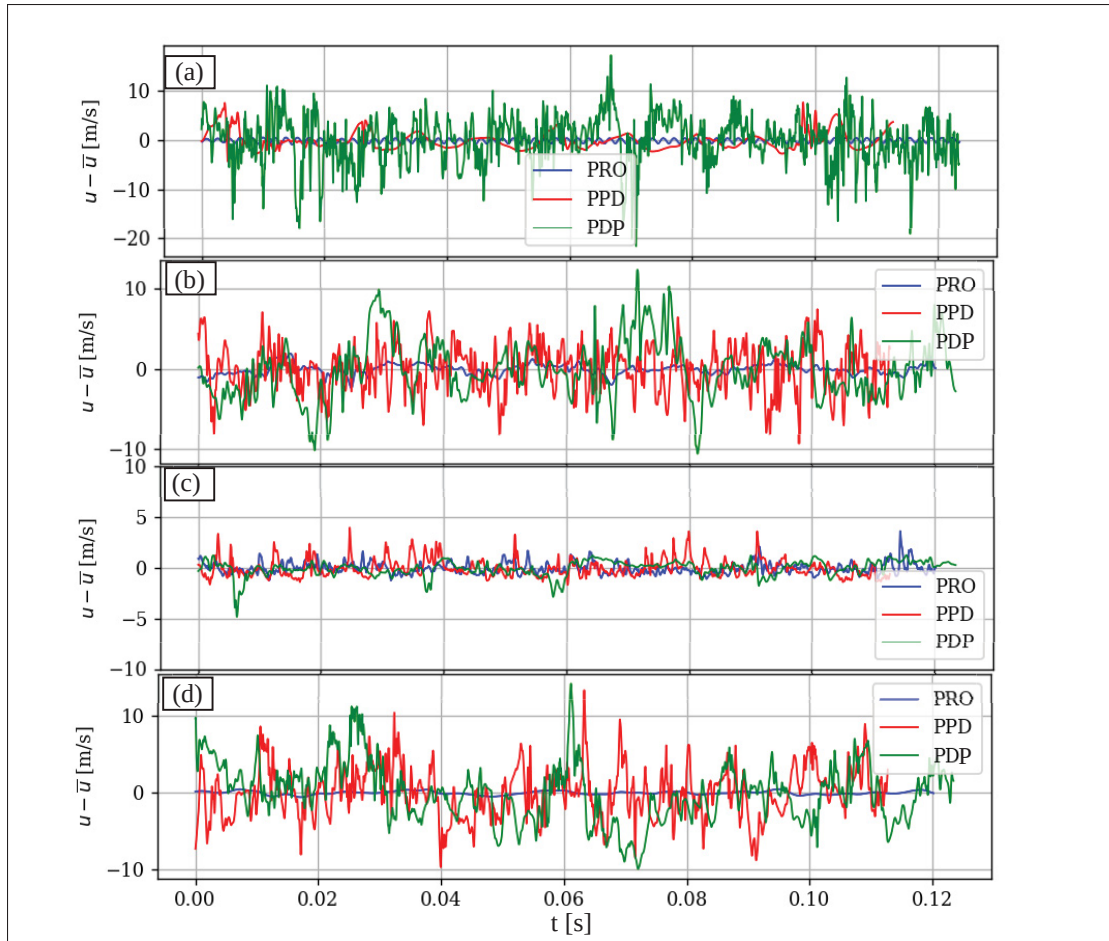 (a)
10
0
−10
−20
u − u̅ [m/s]
PRO
PPD
PDP
(b)
10
0
−10
u − u̅ [m/s]
PRO
PPD
PDP
(c)
10
5
0
−5
−10
u − u̅ [m/s]
PRO
PPD
PDP
(d)
10
0
−10
u − u̅ [m/s]
PRO
PPD
PDP
0.00 0.02 0.04 0.06 0.08 0.10 0.12
t [s]